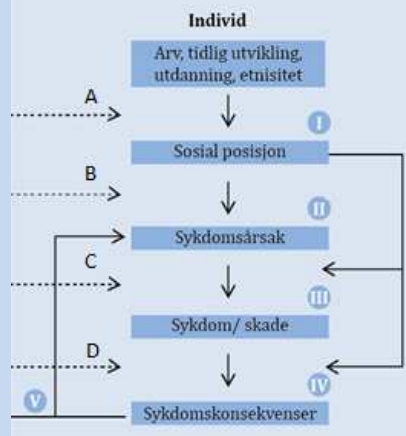 Individ
Arv, tidlig utvikling,
utdanning, etnisitet
A
I
Sosial posisjon
B
II
Sykdomsårsak
C
III
Sykdom/ skade
D
IV
V
Sykdomskonsekvenser